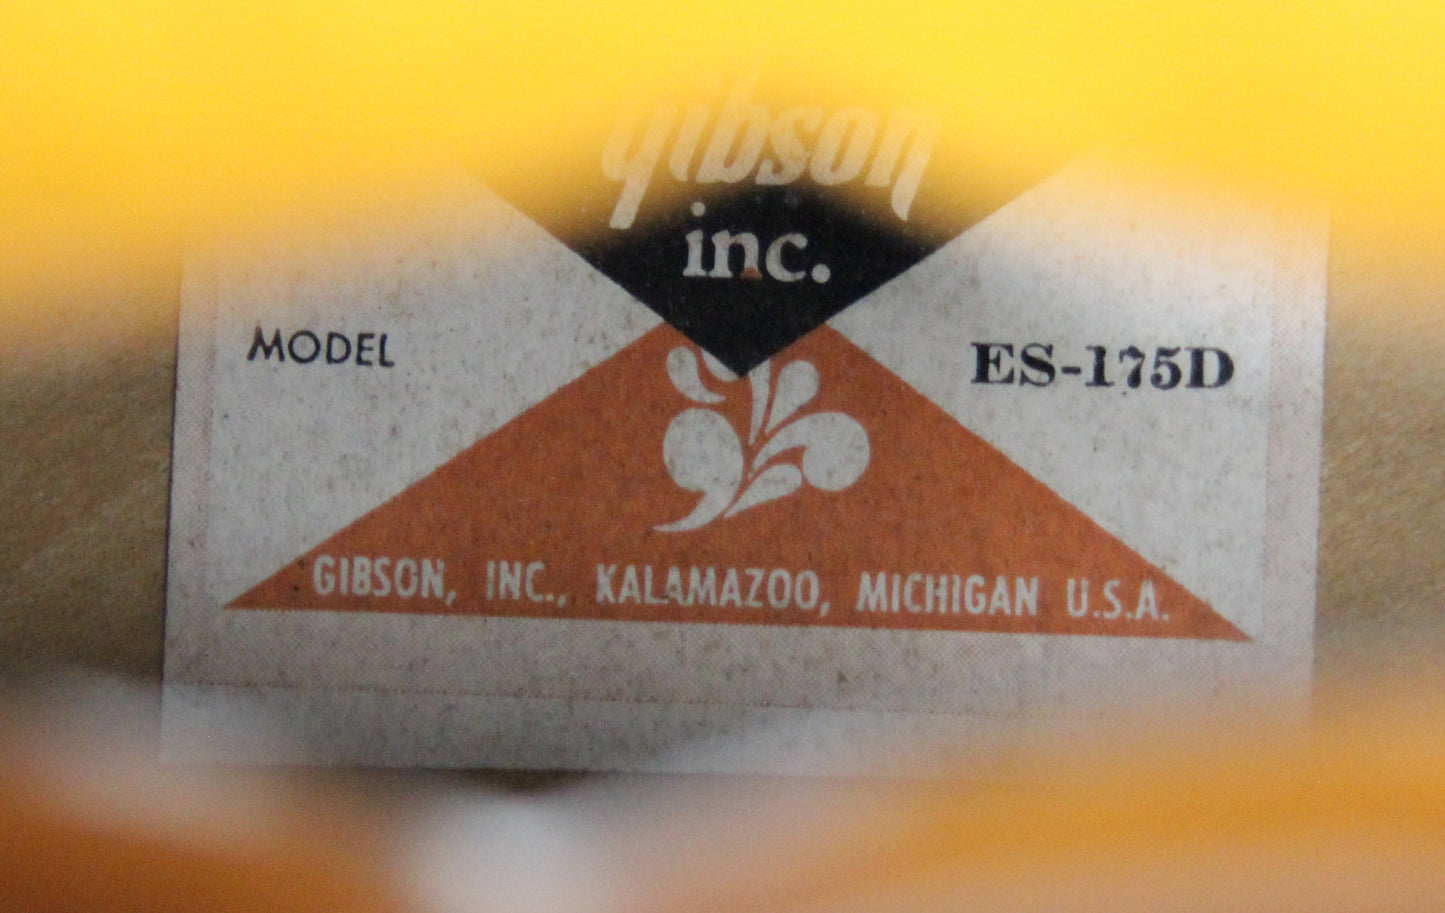 gibson
inc.
MODEL ES-175D
GIBSON, INC., KALAMAZOO, MICHIGAN U.S.A.